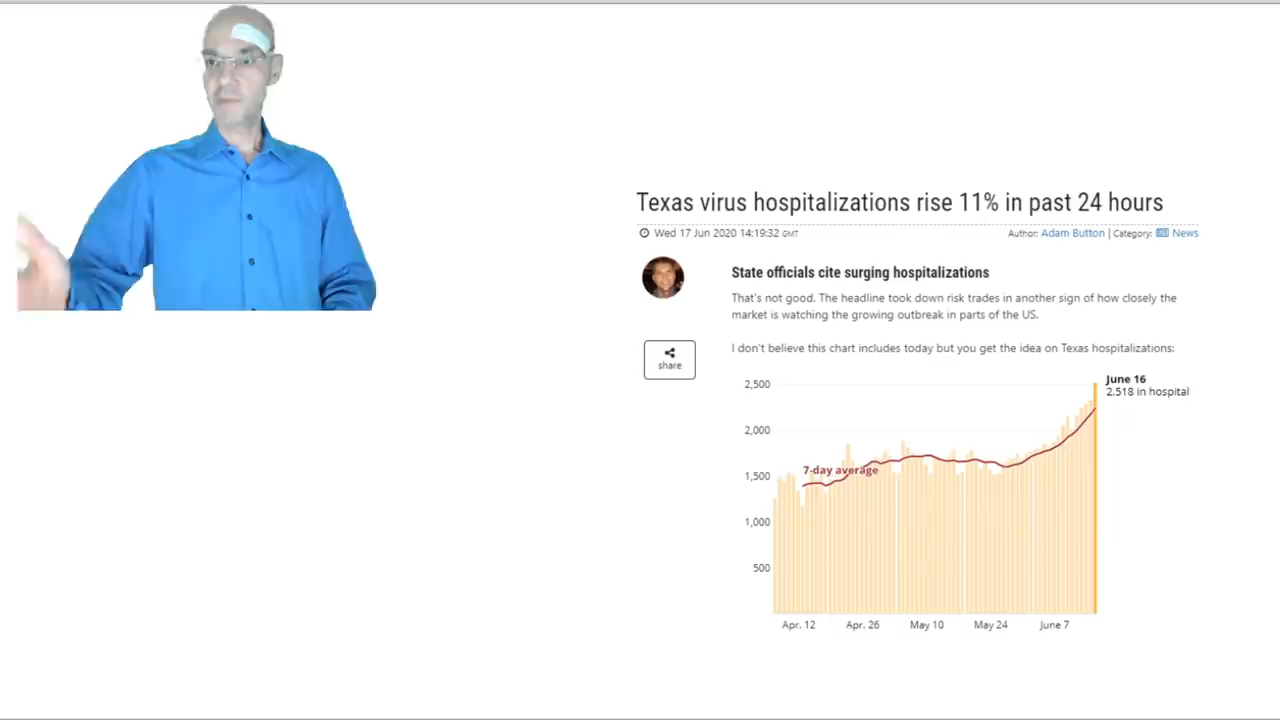 Texas virus hospitalizations rise 11% in past 24 hours
Wed 17 Jun 2020 14:19:32 GMT
Author: Adam Button | Category: News
State officials cite surging hospitalizations
That's not good. The headline took down risk trades in another sign of how closely the
market is watching the growing outbreak in parts of the US.
share
I don't believe this chart includes today but you get the idea on Texas hospitalizations:
June 16
2,518 in hospital
2,500
2,000
1,500
1,000
500
7-day average
Apr. 12 Apr. 26 May 10 May 24 June 7